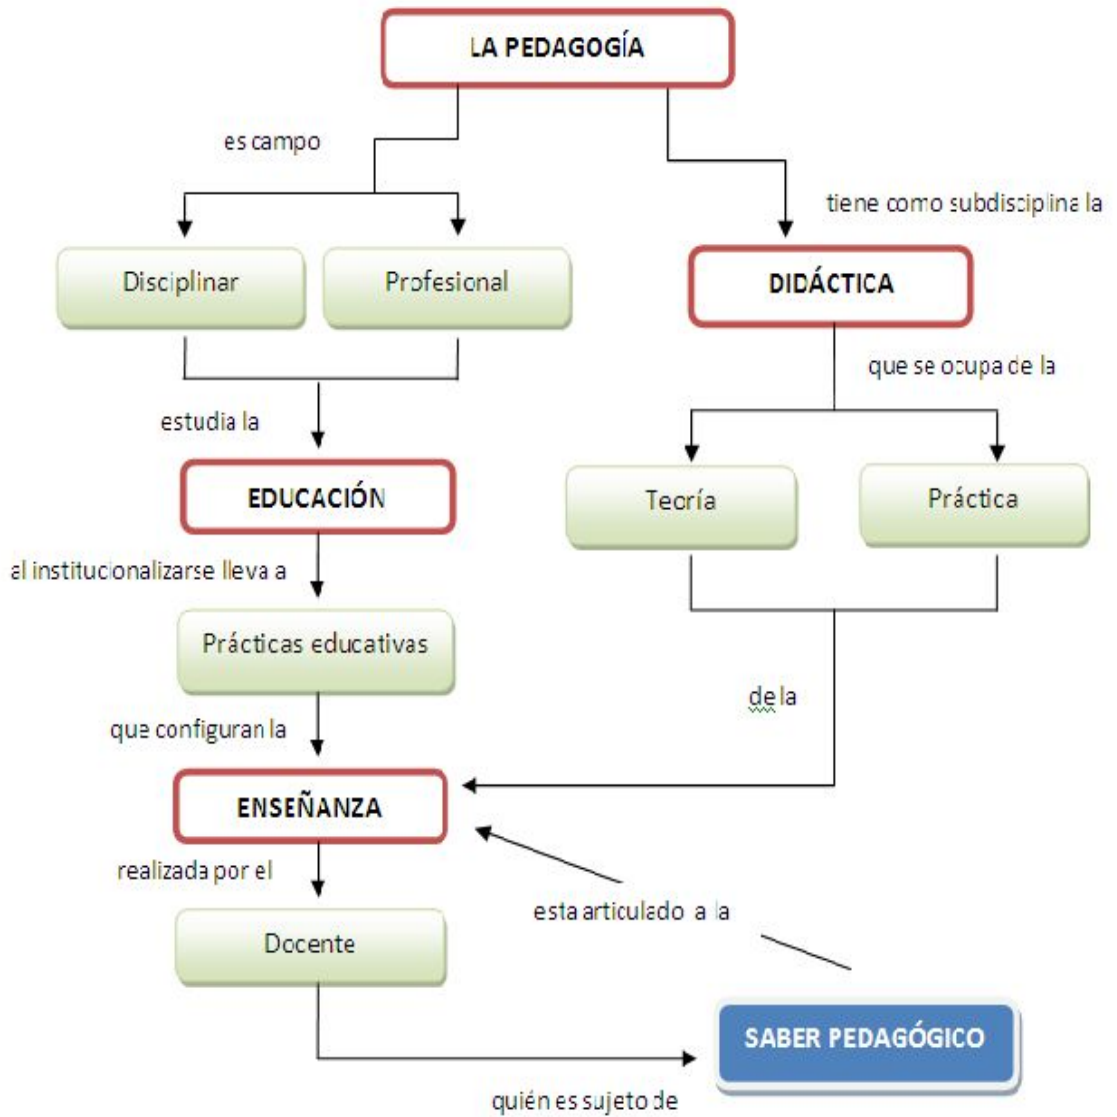 LA PEDAGOGÍA
es campo
tiene como subdisciplina la
Disciplinar
Profesional
DIDÁCTICA
que se ocupa de la
estudia la
EDUCACIÓN
Teoría
Práctica
al institucionalizarse lleva a
Prácticas educativas
de la
que configuran la
ENSEÑANZA
realizada por el
esta articulado a la
Docente
SABER PEDAGÓGICO
quién es sujeto de